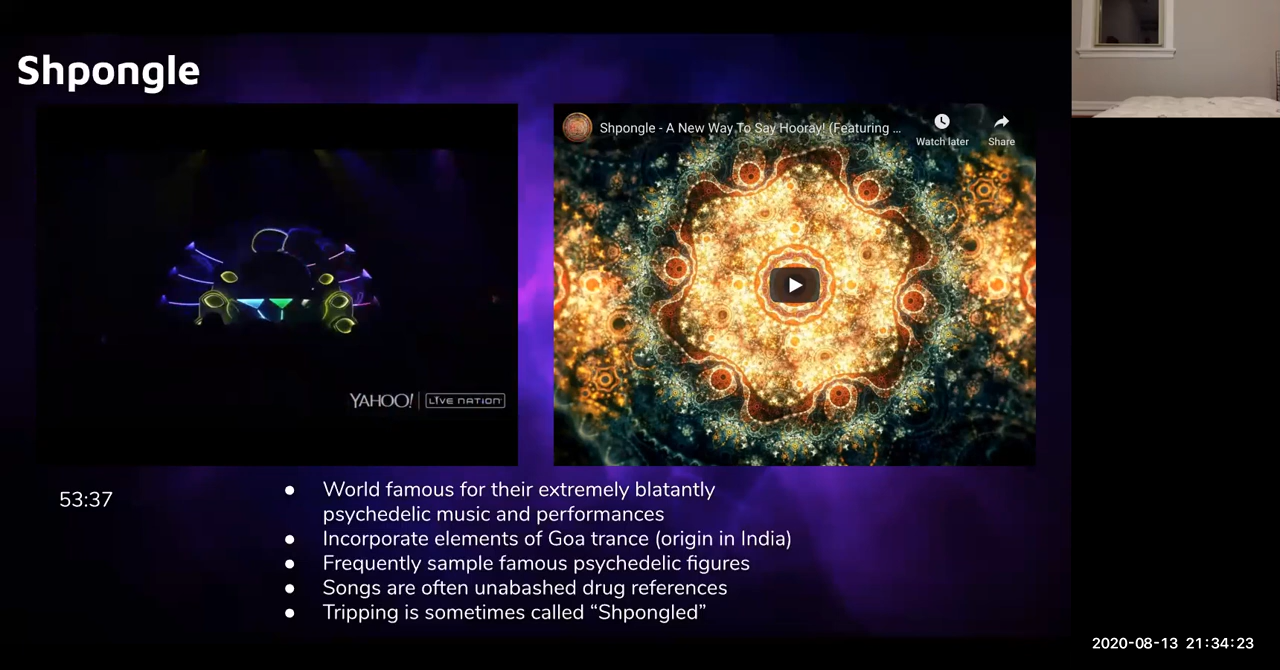 Shpongle
Shpongle - A New Way To Say Hooray! (Featuring ...
Watch later
Share
YAHOO! | LIVE NATION
53:37
● World famous for their extremely blatantly
psychedelic music and performances
● Incorporate elements of Goa trance (origin in India)
● Frequently sample famous psychedelic figures
● Songs are often unabashed drug references
● Tripping is sometimes called “Shpongled”
2020-08-13 21:34:23